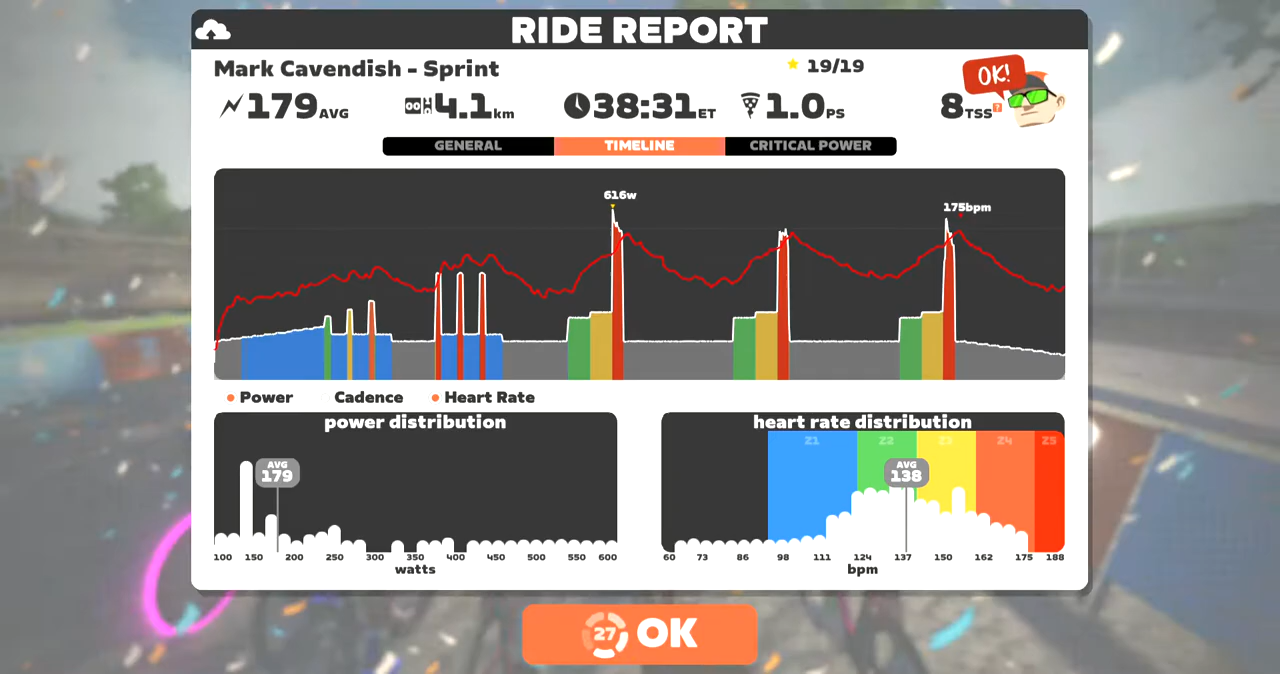 RIDE REPORT
Mark Cavendish - Sprint
19/19
OK!
179AVG
4.1km
38:31ET
1.0PS
8TSS
?
GENERAL
TIMELINE
CRITICAL POWER
616w
175bpm
Power
Cadence
Heart Rate
power distribution
AVG
179
100 150 200 250 300 350 400 450 500 550 600
watts
heart rate distribution
Z1 Z2 Z3 Z4 Z5
AVG
138
60 73 86 98 111 124 137 150 162 175 188
bpm
27 OK